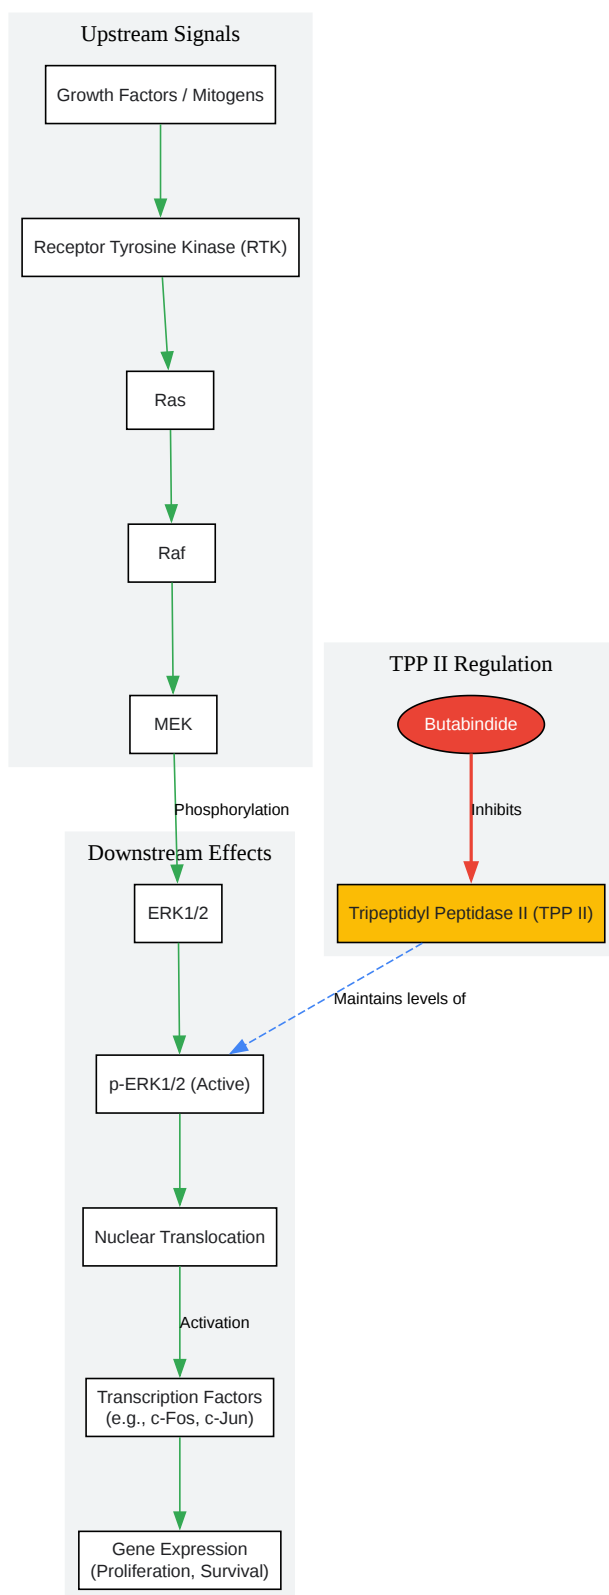 Upstream Signals
Growth Factors / Mitogens
Receptor Tyrosine Kinase (RTK)
Ras
Raf
MEK
TPP II Regulation
Butabindide
Phosphorylation
Inhibits
Downstream Effects
ERK1/2
Tripeptidyl Peptidase II (TPP II)
Maintains levels of
p-ERK1/2 (Active)
Nuclear Translocation
Activation
Transcription Factors
(e.g., c-Fos, c-Jun)
Gene Expression
(Proliferation, Survival)